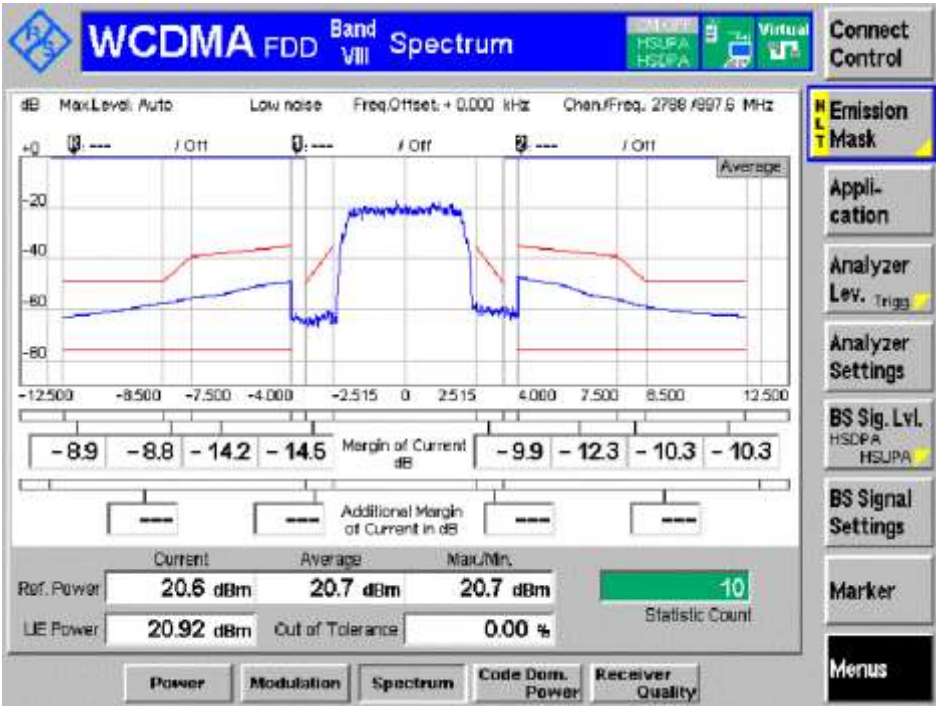 R S
WCDMA FDD Band VIII Spectrum
HSUPA
HSDPA
Virtual
Connect Control
dB Max.Level: Auto Low noise Freq.Offset: + 0.000 kHz Chan./Freq.: 2788 /897.6 MHz
---  / Off 1: --- / Off 2: --- / Off
+0
Average
-20
-40
-60
-80
-12.500 -8.500 -7.500 -4.000 -2.515 0 2.515 4.000 7.500 8.500 12.500
-8.9 -8.8 -14.2 -14.5 Margin of Current dB -9.9 -12.3 -10.3 -10.3
--- --- Additional Margin of Current in dB --- ---
Current Average Max./Min.
Ref. Power 20.6 dBm 20.7 dBm 20.7 dBm 10
Statistic Count
UE Power 20.92 dBm Out of Tolerance 0.00 %
Power Modulation Spectrum Code Dom. Power Receiver Quality
HLT
Emission Mask
Appli-
cation
Analyzer
Lev. Trigg
Analyzer
Settings
BS Sig. Lvl.
HSDPA
HSUPA
BS Signal
Settings
Marker
Menus